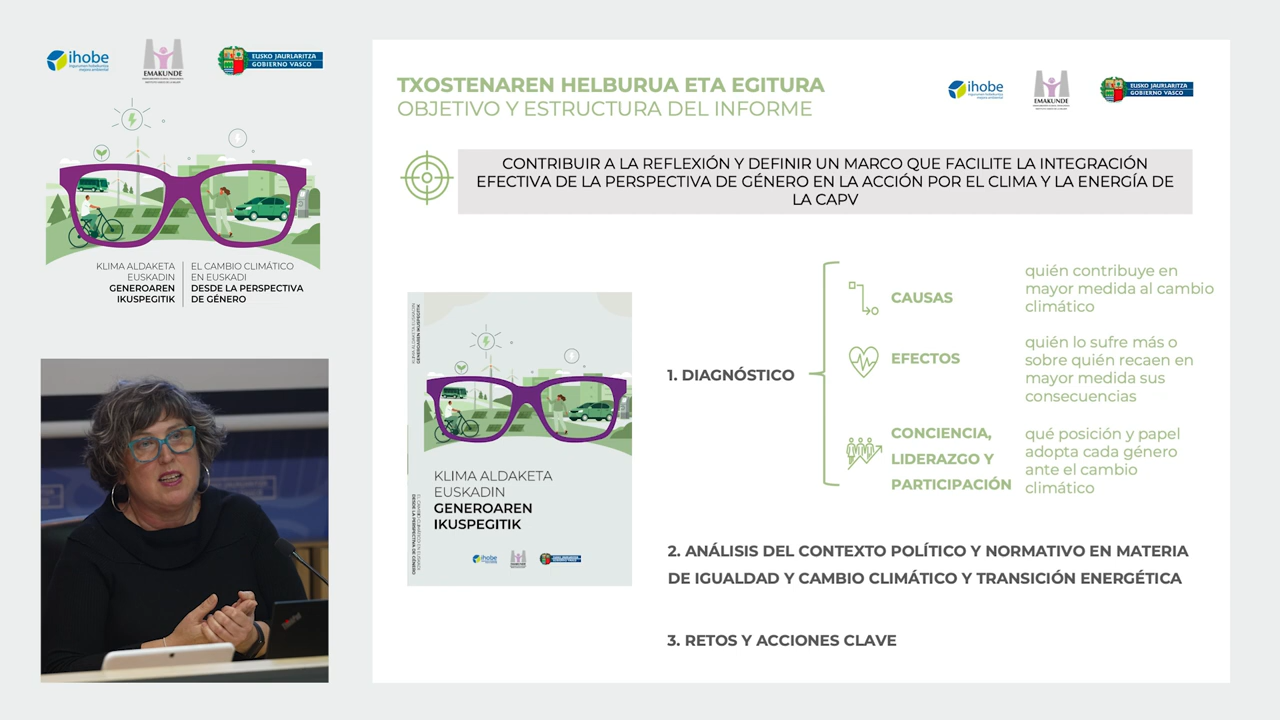 ihobe
EMAKUNDE
EUSKO JAURLARITZA
GOBIERNO VASCO
KLIMA ALDAKETA
EUSKADIN
GENEROAREN
IKUSPEGITIK
EL CAMBIO CLIMÁTICO
EN EUSKADI
DESDE LA PERSPECTIVA
DE GÉNERO
TXOSTENAREN HELBURUA ETA EGITURA
OBJETIVO Y ESTRUCTURA DEL INFORME
ihobe
EMAKUNDE
EUSKO JAURLARITZA
GOBIERNO VASCO
CONTRIBUIR A LA REFLEXIÓN Y DEFINIR UN MARCO QUE FACILITE LA INTEGRACIÓN
EFECTIVA DE LA PERSPECTIVA DE GÉNERO EN LA ACCIÓN POR EL CLIMA Y LA ENERGÍA DE
LA CAPV
KLIMA ALDAKETA
EUSKADIN
GENEROAREN
IKUSPEGITIK
ihobe
1. DIAGNÓSTICO
CAUSAS
quién contribuye en
mayor medida al cambio
climático
EFECTOS
quién lo sufre más o
sobre quién recaen en
mayor medida sus
consecuencias
CONCIENCIA,
LIDERAZGO Y
PARTICIPACIÓN
qué posición y papel
adopta cada género
ante el cambio
climático
2. ANÁLISIS DEL CONTEXTO POLÍTICO Y NORMATIVO EN MATERIA
DE IGUALDAD Y CAMBIO CLIMÁTICO Y TRANSICIÓN ENERGÉTICA
3. RETOS Y ACCIONES CLAVE